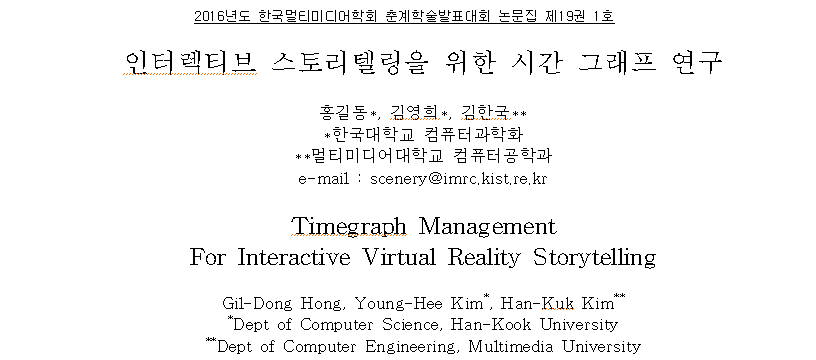 2016년도 한국멀티미디어학회 춘계학술발표대회 논문집 제19권 1호
인터렉티브 스토리텔링을 위한 시간 그래프 연구
홍길동*, 김영희*, 김한국**
*한국대학교 컴퓨터과학화
**멀티미디어대학교 컴퓨터공학과
e-mail : scenery@imrc.kist.re.kr
Timegraph Management
For Interactive Virtual Reality Storytelling
Gil-Dong Hong, Young-Hee Kim*, Han-Kuk Kim**
*Dept of Computer Science, Han-Kook University
**Dept of Computer Engineering, Multimedia University